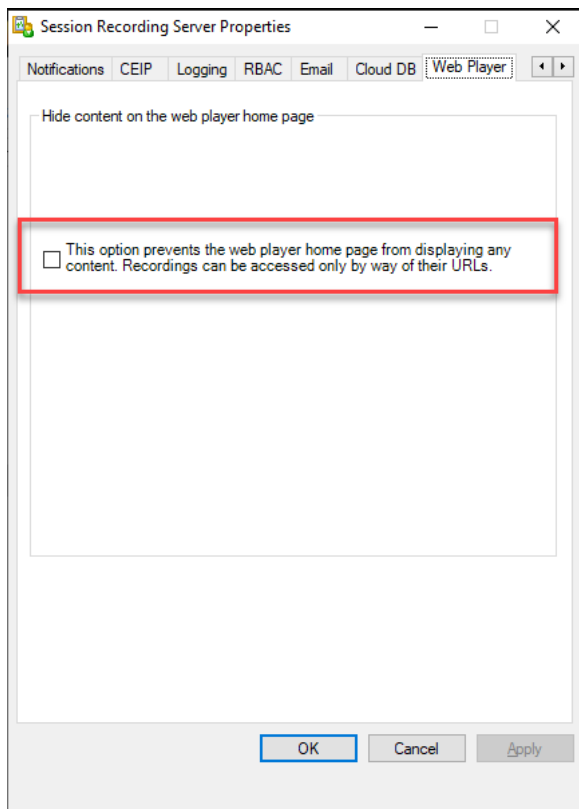 Session Recording Server Properties
Notifications CEIP Logging RBAC Email Cloud DB Web Player
Hide content on the web player home page
This option prevents the web player home page from displaying any
content. Recordings can be accessed only by way of their URLs.
OK Cancel Apply